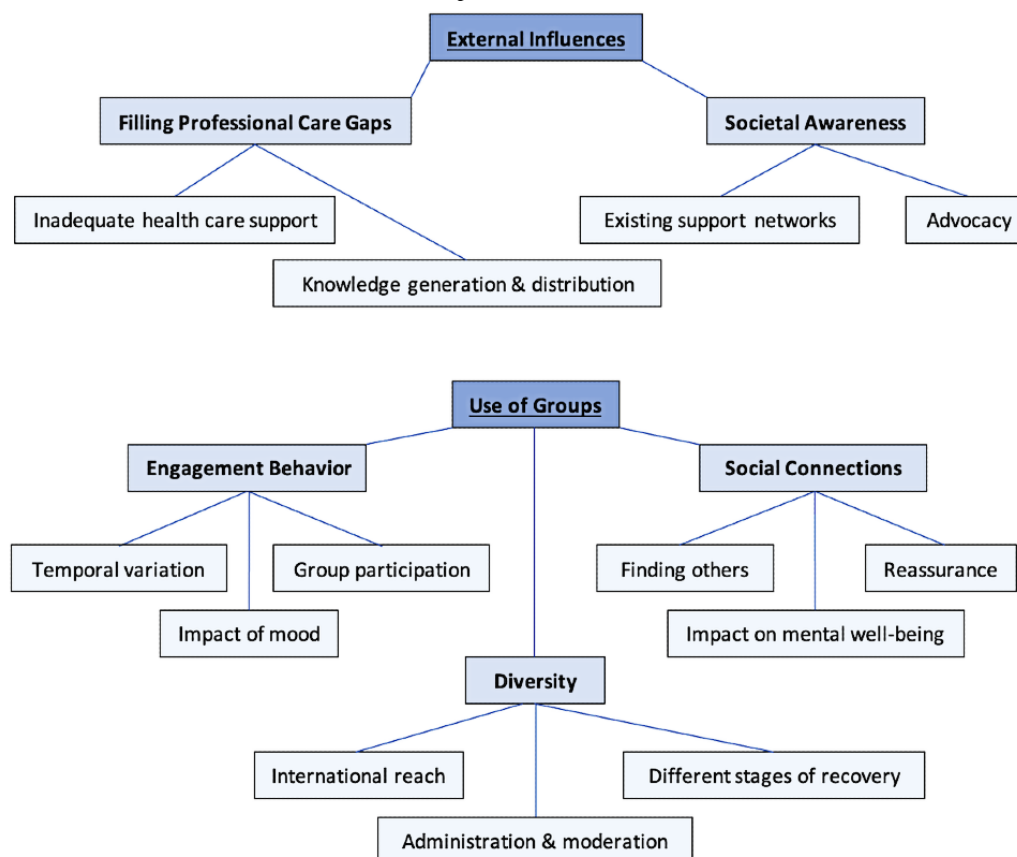 External Influences
Filling Professional Care Gaps
Societal Awareness
Inadequate health care support
Existing support networks
Advocacy
Knowledge generation & distribution
Use of Groups
Engagement Behavior
Social Connections
Temporal variation
Group participation
Finding others
Reassurance
Impact of mood
Impact on mental well-being
Diversity
International reach
Different stages of recovery
Administration & moderation